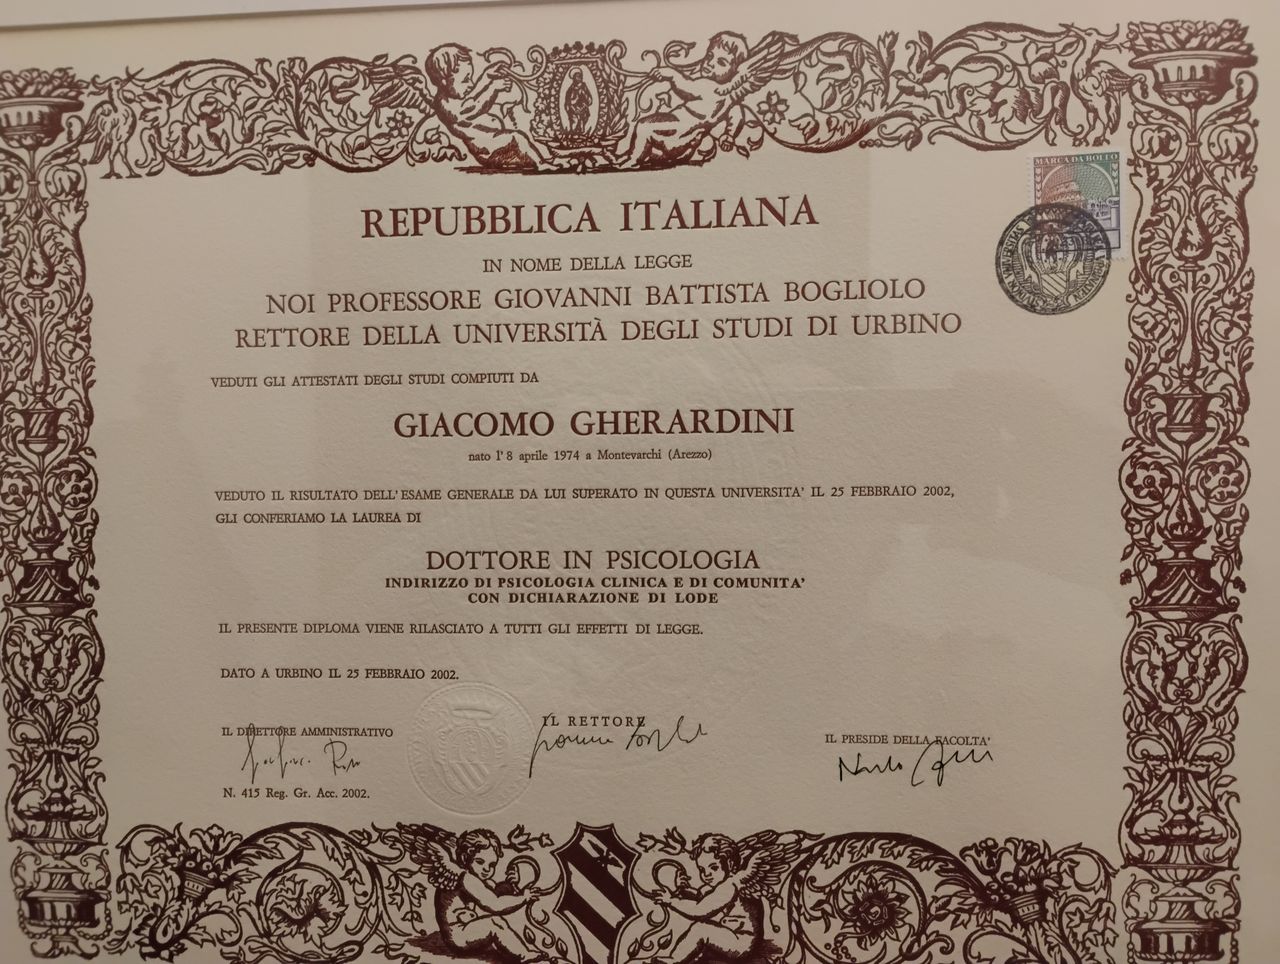 MARCA DA BOLLO
REPUBBLICA ITALIANA
IN NOME DELLA LEGGE
NOI PROFESSORE GIOVANNI BATTISTA BOGLIOLO
RETTORE DELLA UNIVERSITÀ DEGLI STUDI DI URBINO
VEDUTI GLI ATTESTATI DEGLI STUDI COMPIUTI DA
GIACOMO GHERARDINI
nato l'8 aprile 1974 a Montevarchi (Arezzo)
VEDUTO IL RISULTATO DELL'ESAME GENERALE DA LUI SUPERATO IN QUESTA UNIVERSITA' IL 25 FEBBRAIO 2002,
GLI CONFERIAMO LA LAUREA DI
DOTTORE IN PSICOLOGIA
INDIRIZZO DI PSICOLOGIA CLINICA E DI COMUNITA'
CON DICHIARAZIONE DI LODE
IL PRESENTE DIPLOMA VIENE RILASCIATO A TUTTI GLI EFFETTI DI LEGGE.
DATO A URBINO IL 25 FEBBRAIO 2002.
IL DIRETTORE AMMINISTRATIVO
IL RETTORE
IL PRESIDE DELLA FACOLTA'
N. 415 Reg. Gr. Acc. 2002.